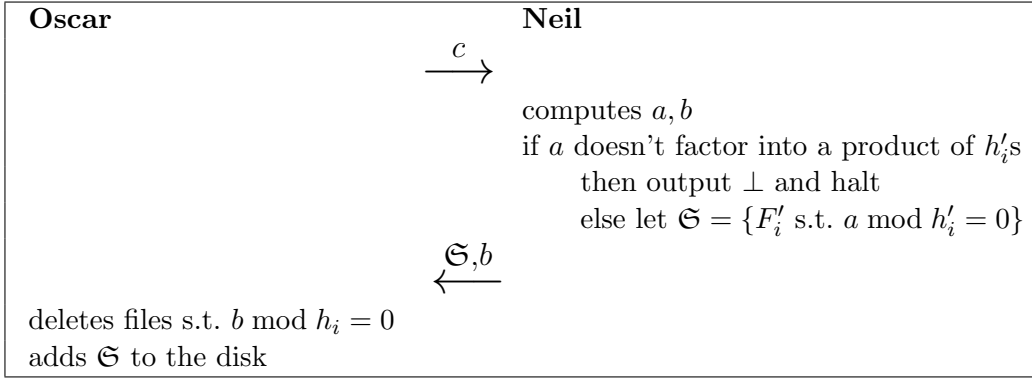 Oscar Neil
c
computes a, b
if a doesn't factor into a product of h'ᵢs
then output ⊥ and halt
else let 𝔖 = {F'ᵢ s.t. a mod h'ᵢ = 0}
𝔖,b
deletes files s.t. b mod hᵢ = 0
adds 𝔖 to the disk